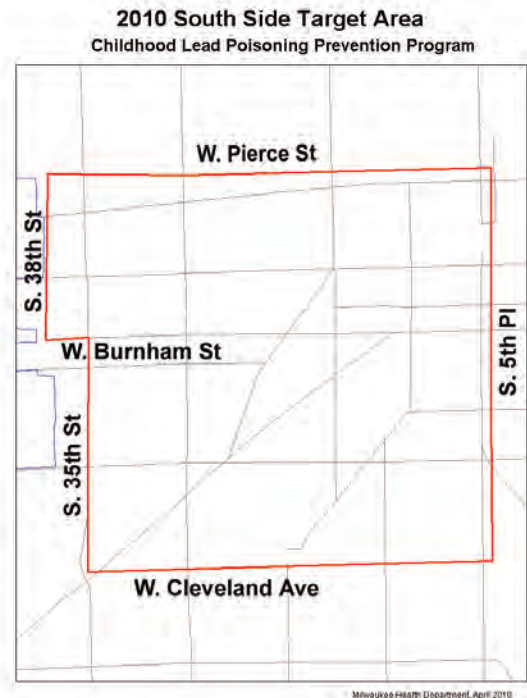 2010 South Side Target Area
Childhood Lead Poisoning Prevention Program
W. Pierce St
S. 38th St
W. Burnham St
S. 5th Pl
S. 35th St
W. Cleveland Ave
Milwaukee Health Department, April 2010